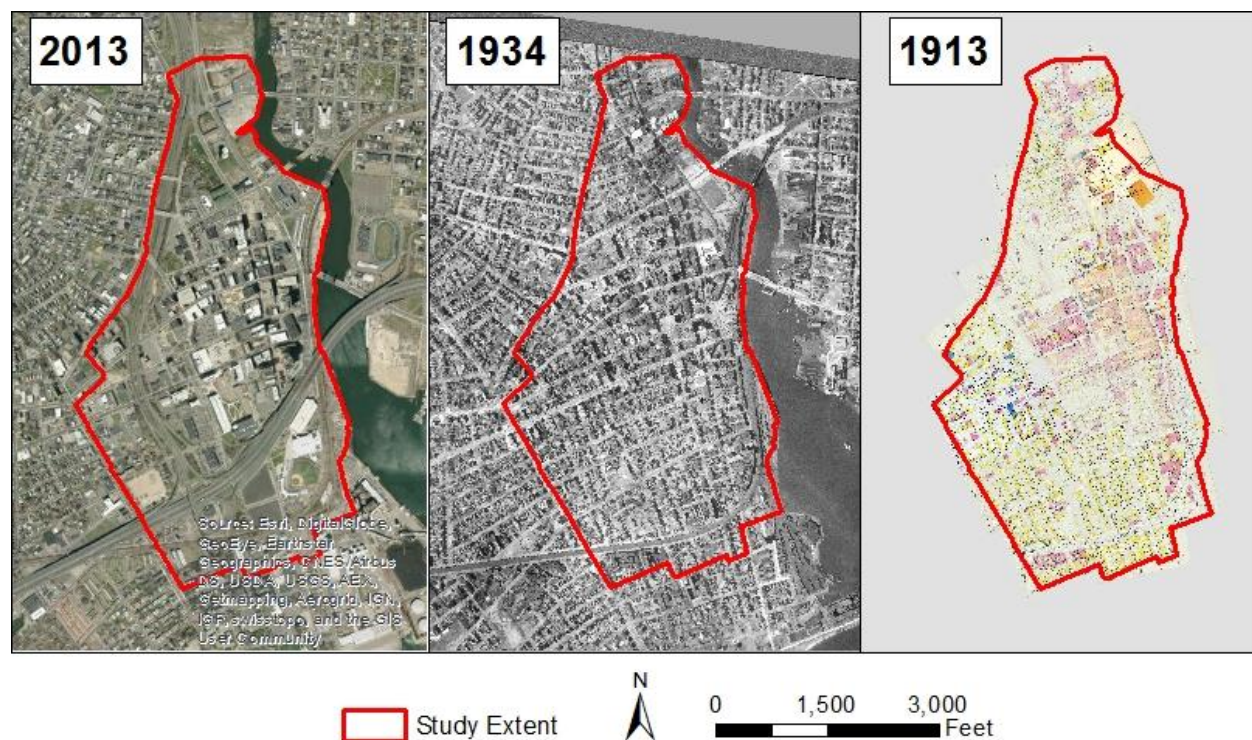 2013
1934
1913
Source: Esri, DigitalGlobe,
GeoEye, Earthstar
Geographics, CNES/Airbus
DS, USDA, USGS, AEX,
Getmapping, Aerogrid, IGN,
IGP, swisstopo, and the GIS
User Community
Study Extent
N
0 1,500 3,000
Feet